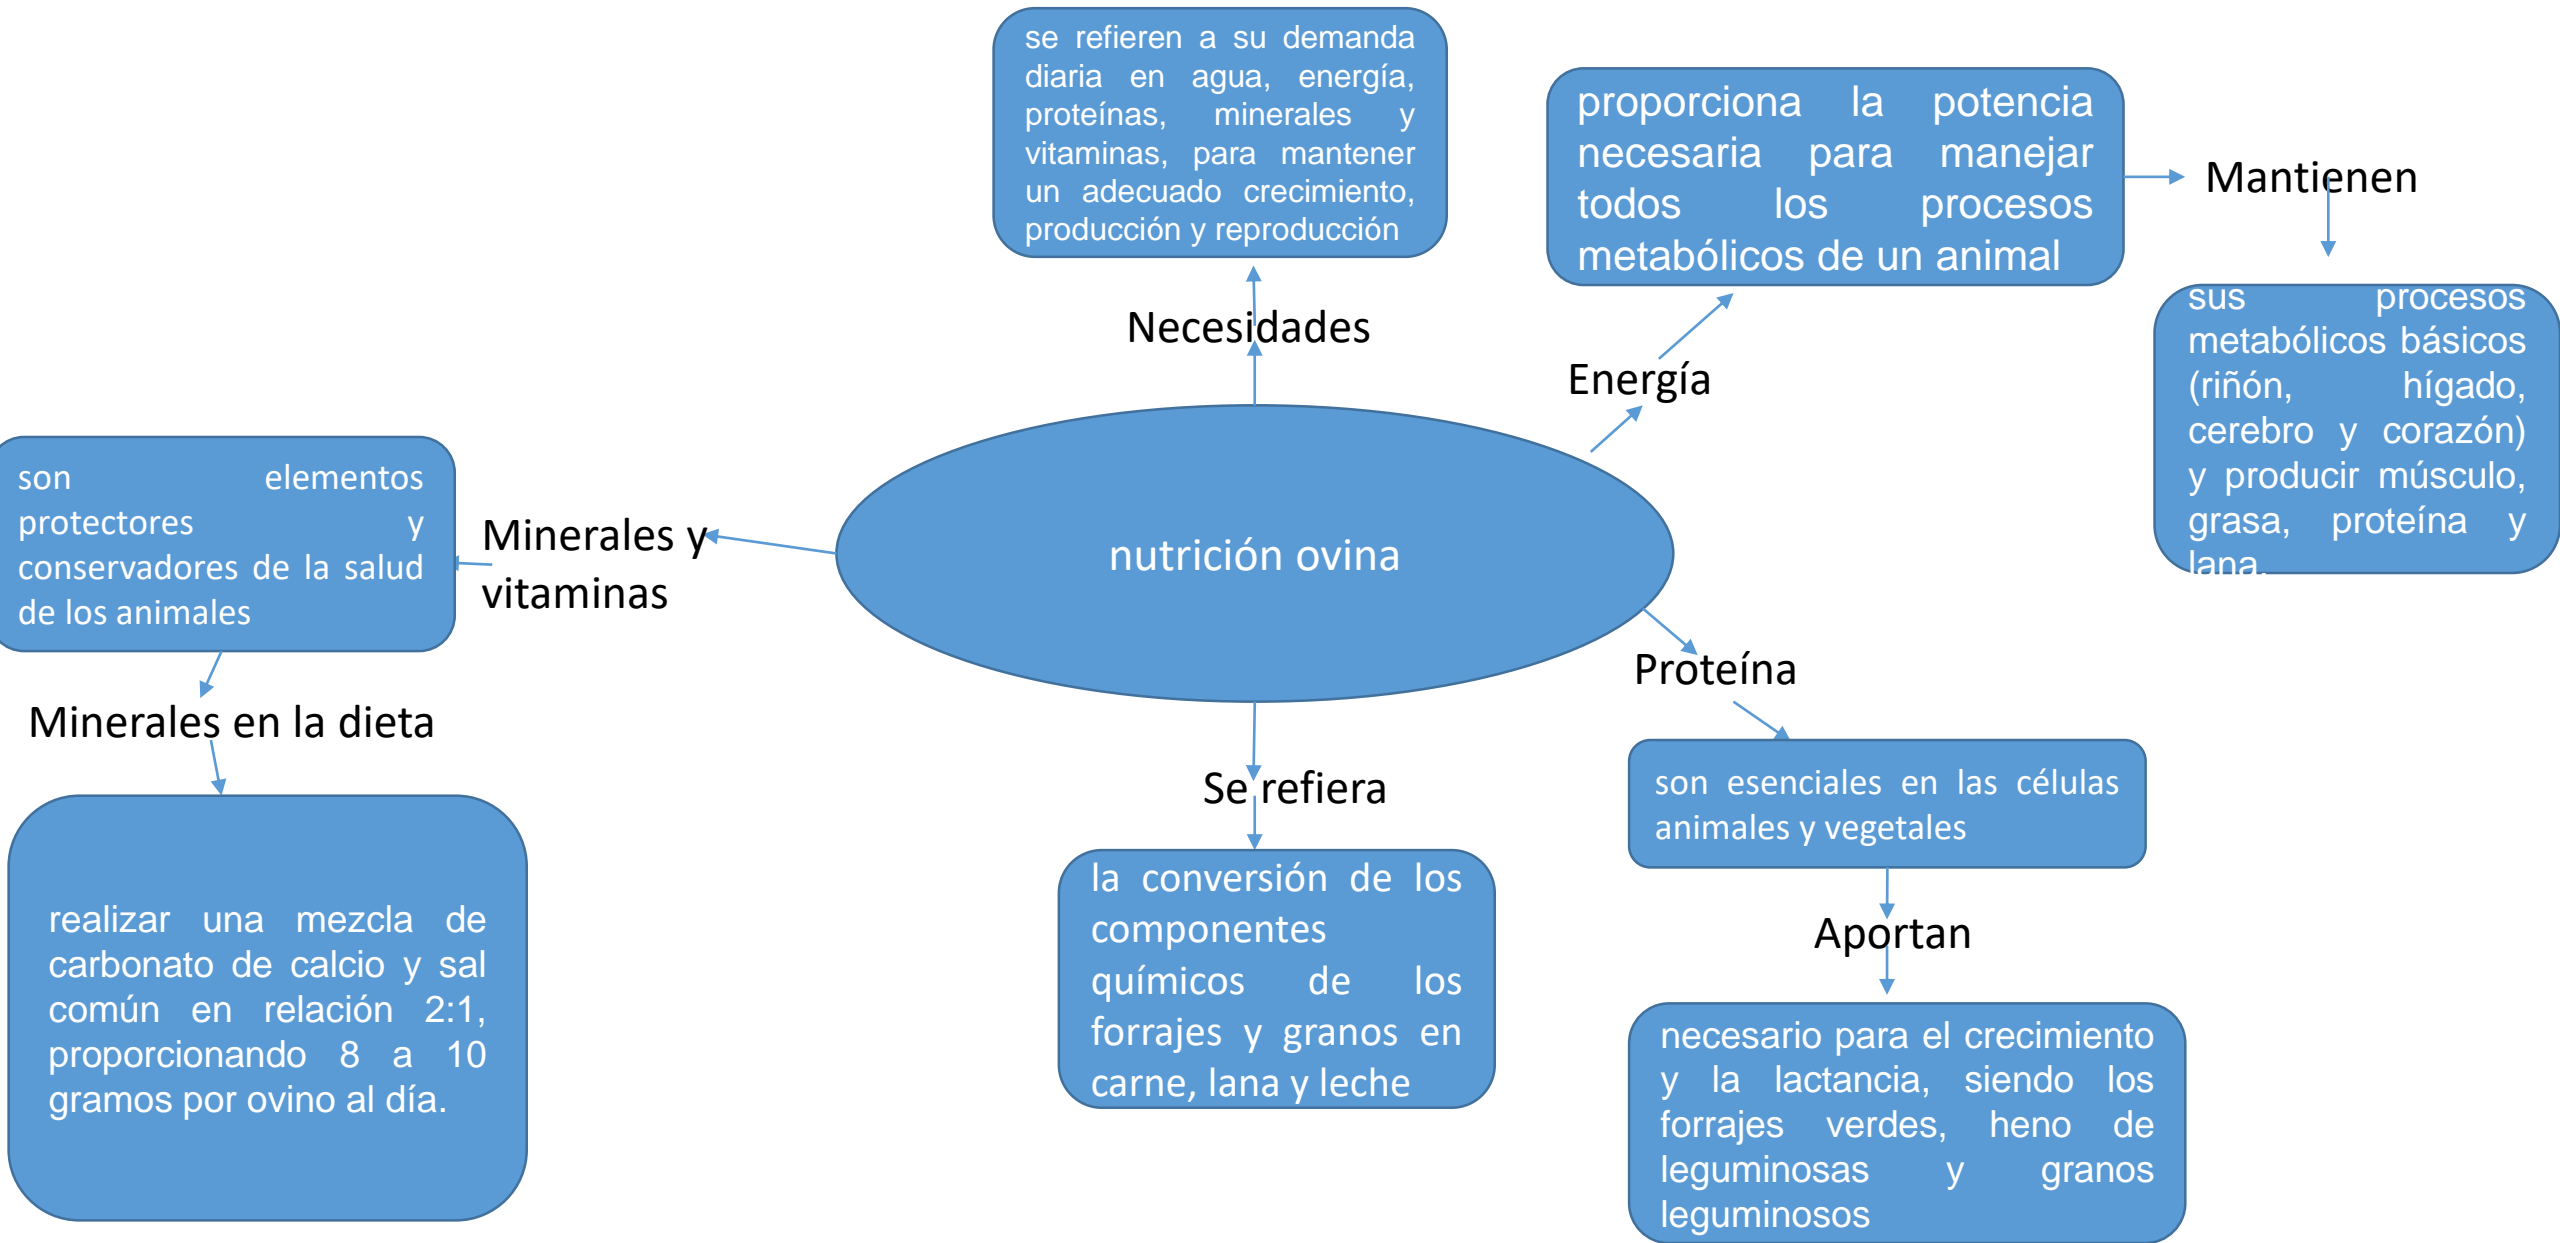 se refieren a su demanda
diaria en agua, energía,
proteínas, minerales y
vitaminas, para mantener
un adecuado crecimiento,
producción y reproducción
Necesidades
proporciona la potencia
necesaria para manejar
todos los procesos
metabólicos de un animal
Mantienen
sus procesos
metabólicos básicos
(riñón, hígado,
cerebro y corazón)
y producir músculo,
grasa, proteína y
lana.
Energía
nutrición ovina
Minerales y
vitaminas
son elementos
protectores y
conservadores de la salud
de los animales
Minerales en la dieta
realizar una mezcla de
carbonato de calcio y sal
común en relación 2:1,
proporcionando 8 a 10
gramos por ovino al día.
Se refiera
la conversión de los
componentes
químicos de los
forrajes y granos en
carne, lana y leche
Proteína
son esenciales en las células
animales y vegetales
Aportan
necesario para el crecimiento
y la lactancia, siendo los
forrajes verdes, heno de
leguminosas y granos
leguminosos